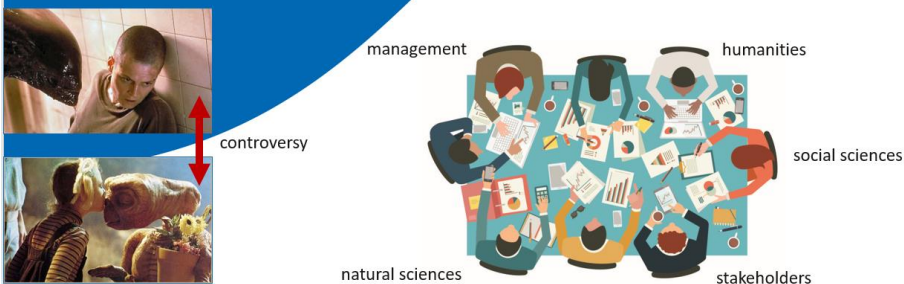 management
humanities
controversy
social sciences
natural sciences
stakeholders